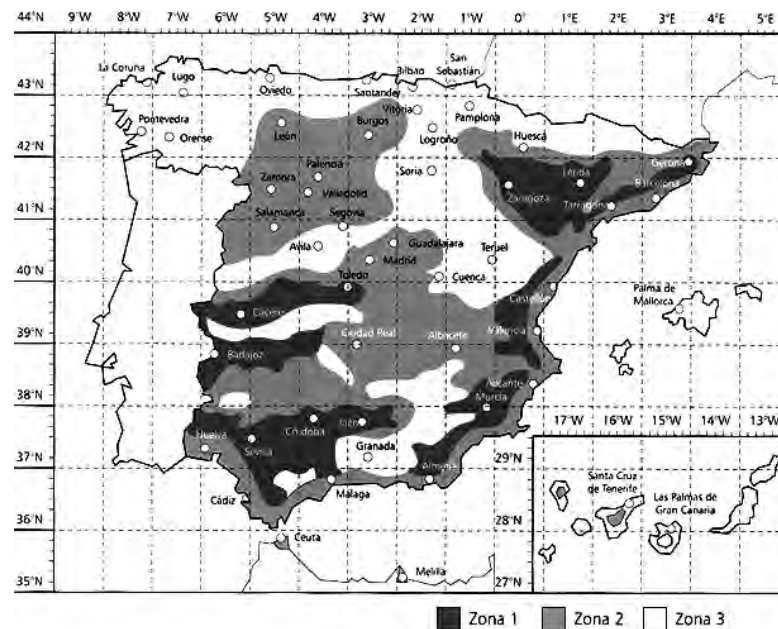 44°N 9°W 8°W 7°W 6°W 5°W 4°W 3°W 2°W 1°W 0° 1°E 2°E 3°E 4°E 5°E
43°N
42°N
41°N
40°N
39°N
38°N
37°N
36°N
35°N
La Coruna
Lugo
Oviedo
Santander
Bilbao
San
Sebastián
Vitoria
Pamplona
Pontevedra
Orense
León
Burgos
Logroño
Huesca
Gerona
Palencia
Zamora
Valladolid
Soria
Zaragoza
Lérida
Barcelona
Tarragona
Salamanca
Segovia
Avila
Guadalajara
Madrid
Teruel
Cuenca
Toledo
Castellón
Palma de
Mallorca
Cáceres
Ciudad Real
Albacete
Valencia
Badajoz
Alicante
Murcia
Huelva
Sevilla
Córdoba
Jaén
Granada
Almería
Cádiz
Málaga
Ceuta
Melilla
17°W 16°W 15°W 14°W 13°W
29°N
28°N
27°N
Santa Cruz
de Tenerife
Las Palmas de
Gran Canaria
Zona 1 Zona 2 Zona 3